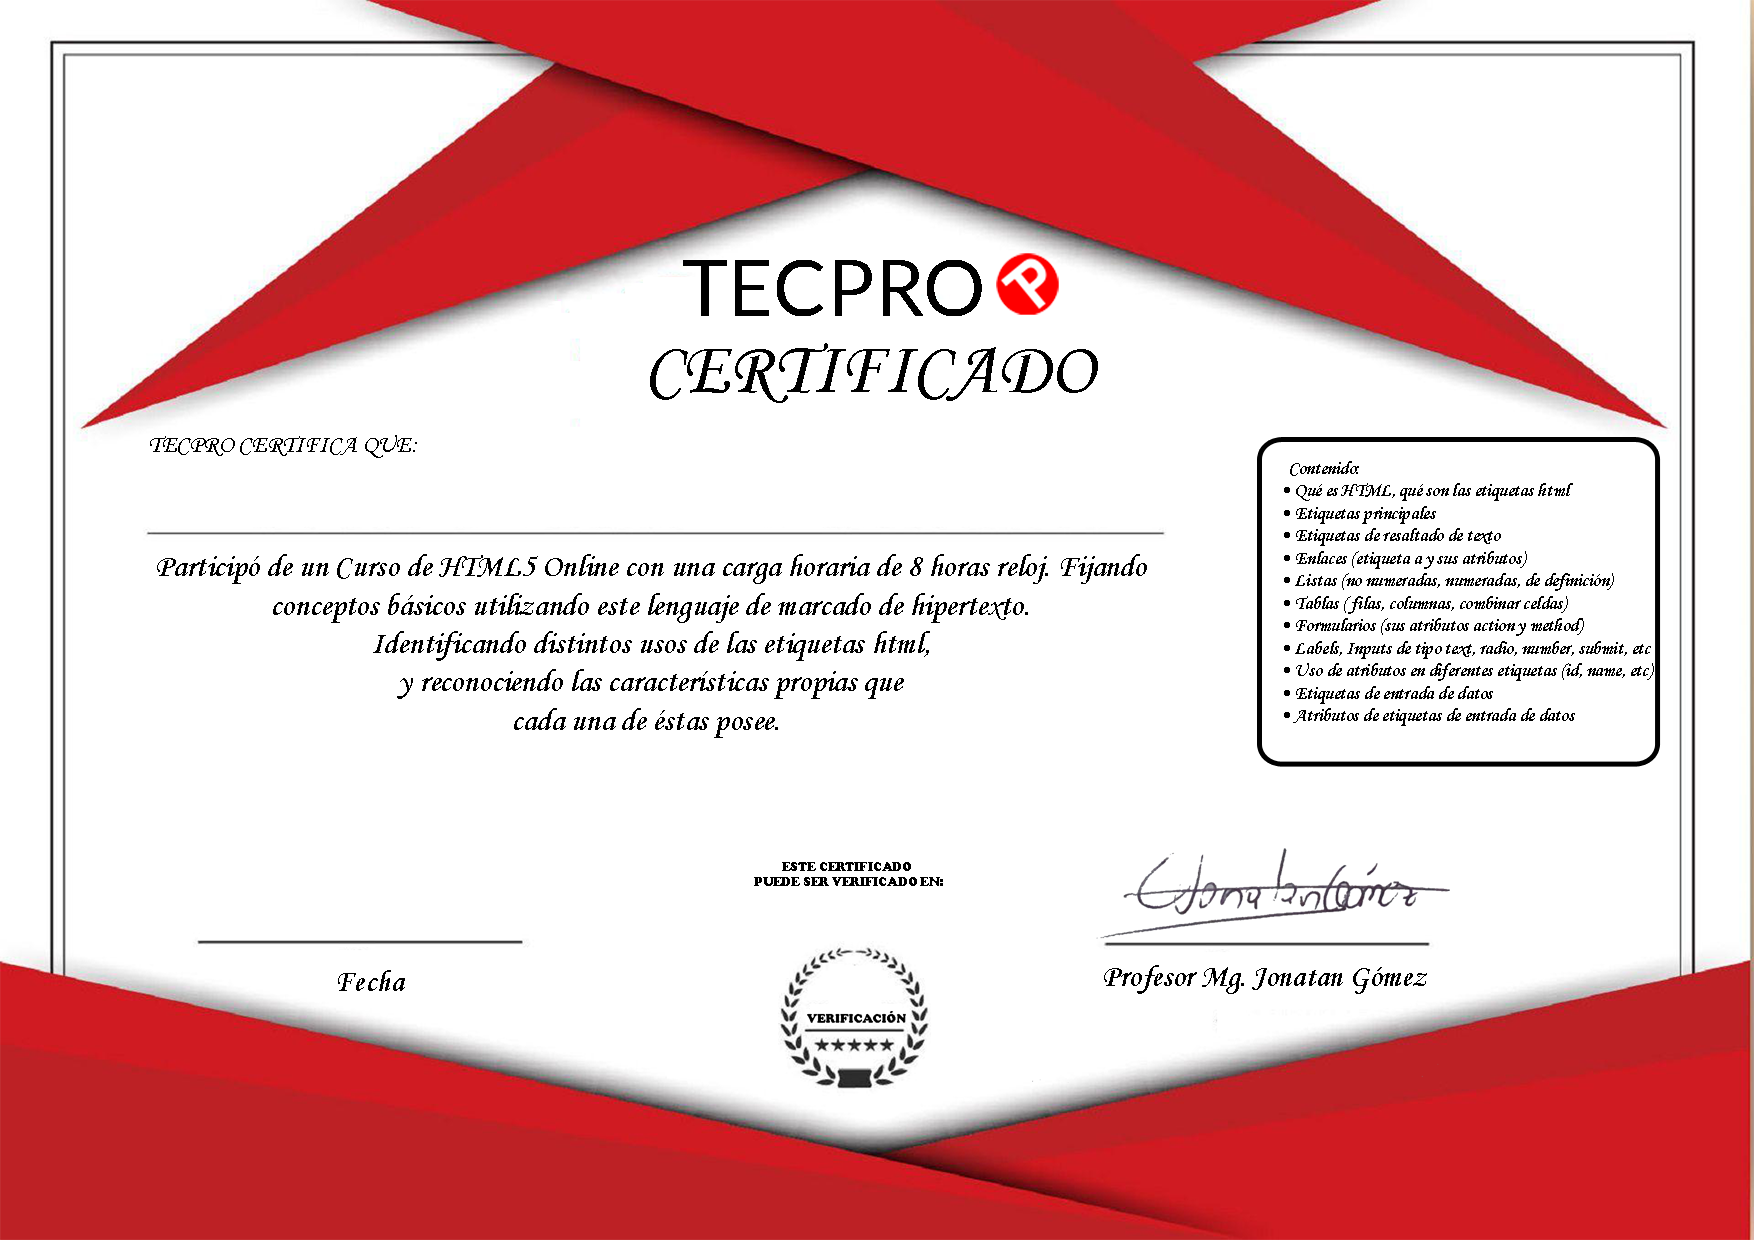 TECPRO
CERTIFICADO
TECPRO CERTIFICA QUE:
Participó de un Curso de HTML5 Online con una carga horaria de 8 horas reloj. Fijando
conceptos básicos utilizando este lenguaje de marcado de hipertexto.
Identificando distintos usos de las etiquetas html,
y reconociendo las características propias que
cada una de éstas posee.
Contenido:
• Qué es HTML, qué son las etiquetas html
• Etiquetas principales
• Etiquetas de resaltado de texto
• Enlaces (etiqueta a y sus atributos)
• Listas (no numeradas, numeradas, de definición)
• Tablas (filas, columnas, combinar celdas)
• Formularios (sus atributos action y method)
• Labels, Inputs de tipo text, radio, number, submit, etc
• Uso de atributos en diferentes etiquetas (id, name, etc)
• Etiquetas de entrada de datos
• Atributos de etiquetas de entrada de datos
ESTE CERTIFICADO
PUEDE SER VERIFICADO EN:
Jonatan Gómez
Fecha
Profesor Mg. Jonatan Gómez
VERIFICACIÓN